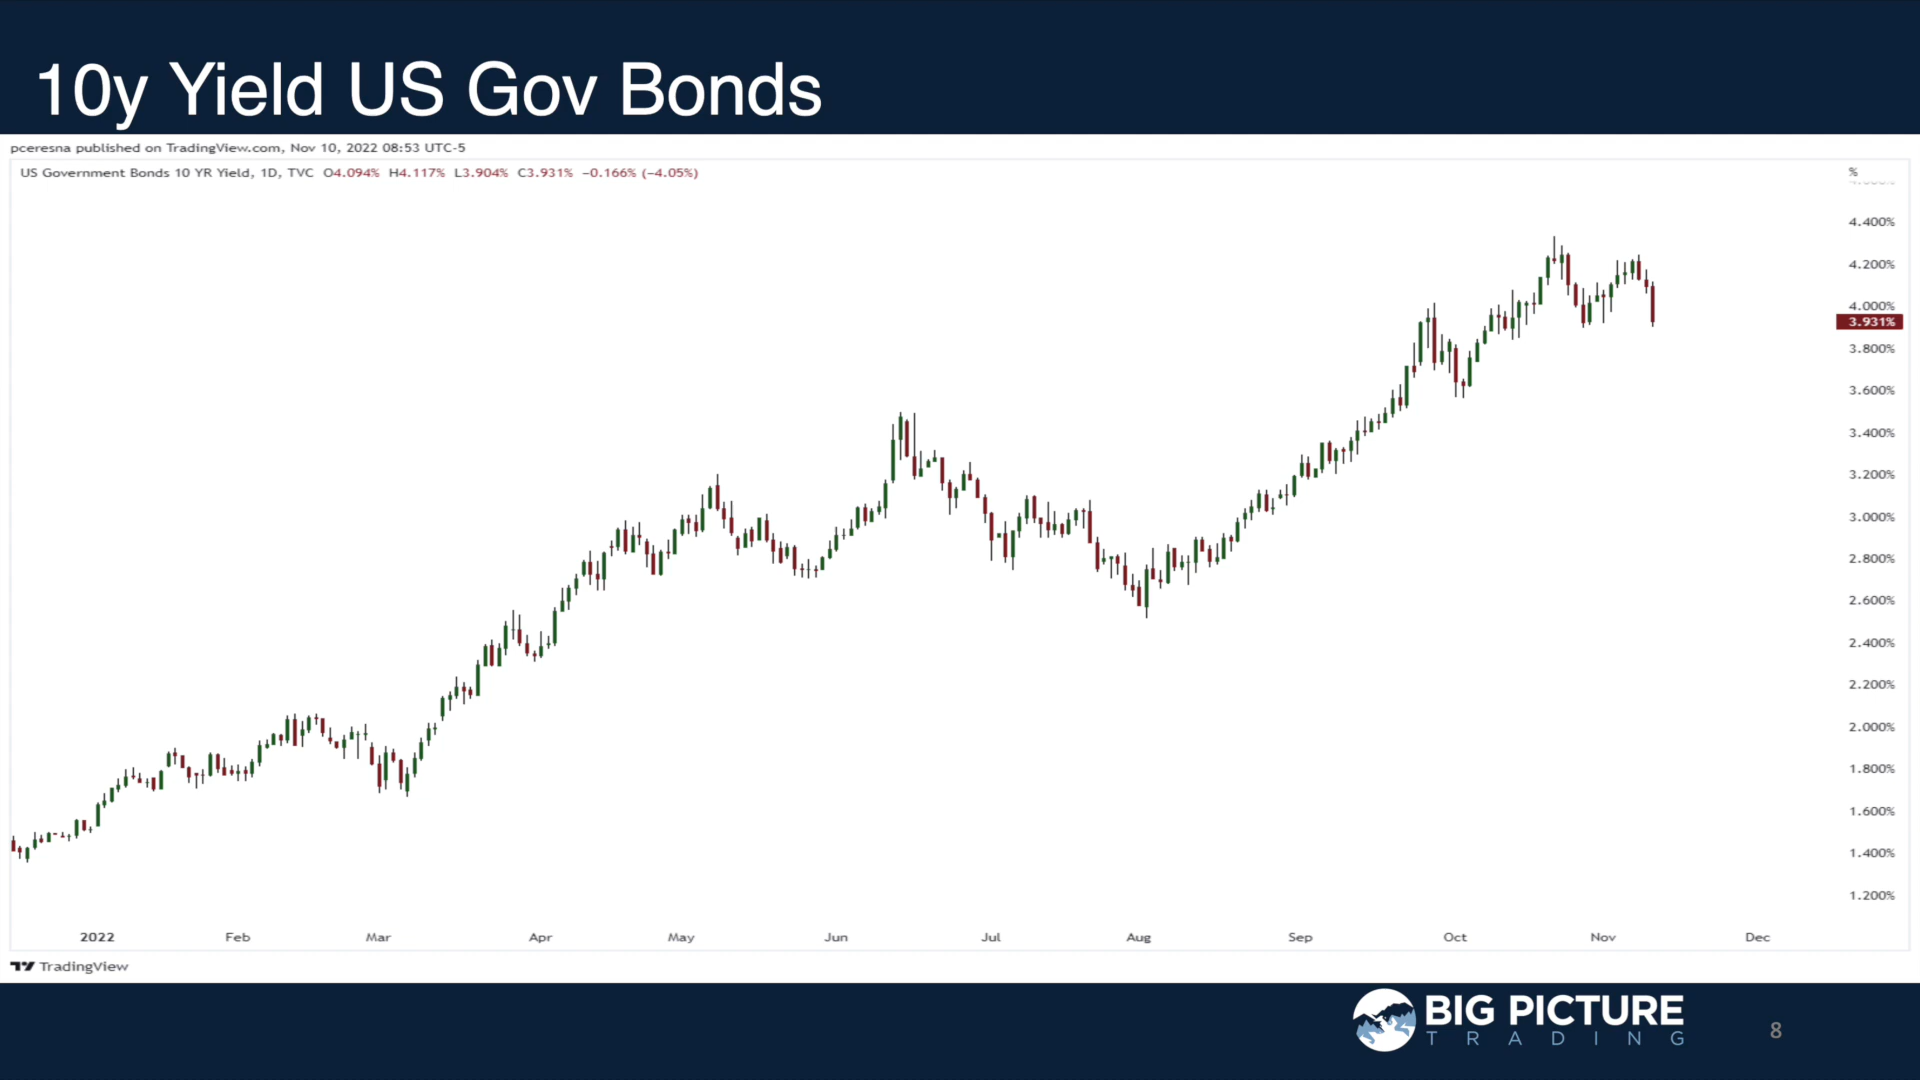 10y Yield US Gov Bonds
pceresna published on TradingView.com, Nov 10, 2022 08:53 UTC-5
US Government Bonds 10 YR Yield, 1D, TVC O4.094% H4.117% L3.904% C3.931% −0.166% (−4.05%)
%
4.400%
4.200%
4.000%
3.931%
3.800%
3.600%
3.400%
3.200%
3.000%
2.800%
2.600%
2.400%
2.200%
2.000%
1.800%
1.600%
1.400%
1.200%
2022 Feb Mar Apr May Jun Jul Aug Sep Oct Nov Dec
TradingView
BIG PICTURE
TRADING
8